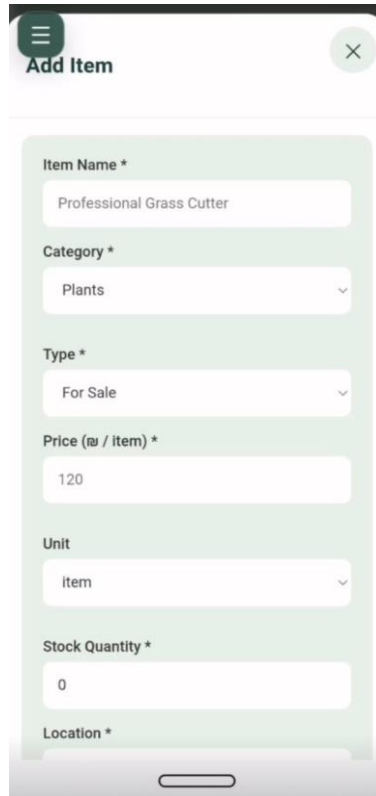 Add Item
Item Name *
Professional Grass Cutter
Category *
Plants
Type *
For Sale
Price (₪ / item) *
120
Unit
item
Stock Quantity *
0
Location *